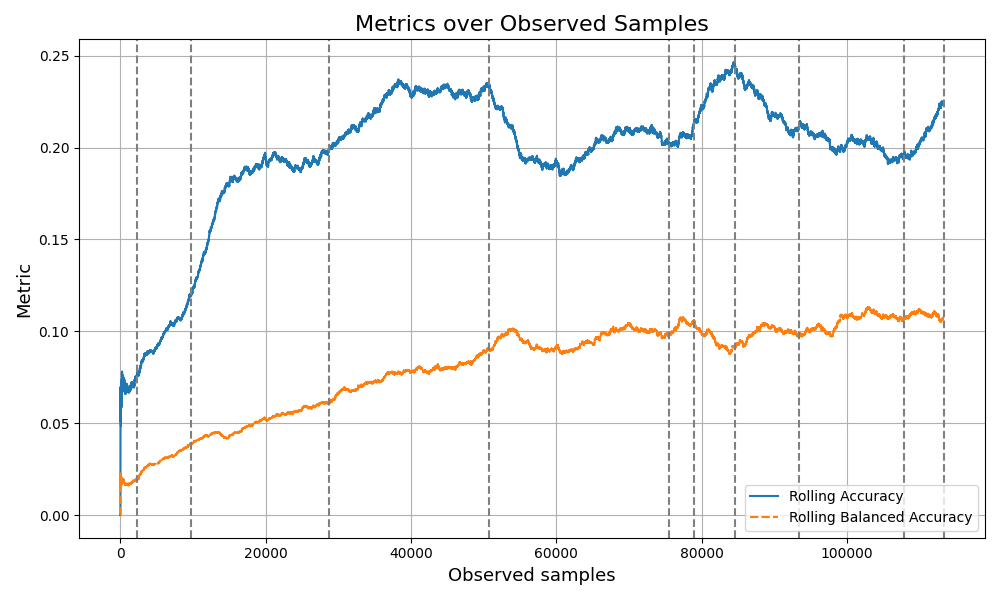 Metrics over Observed Samples
Metric
0.25
0.20
0.15
0.10
0.05
0.00
0
20000
40000
60000
80000
100000
Observed samples
Rolling Accuracy
Rolling Balanced Accuracy